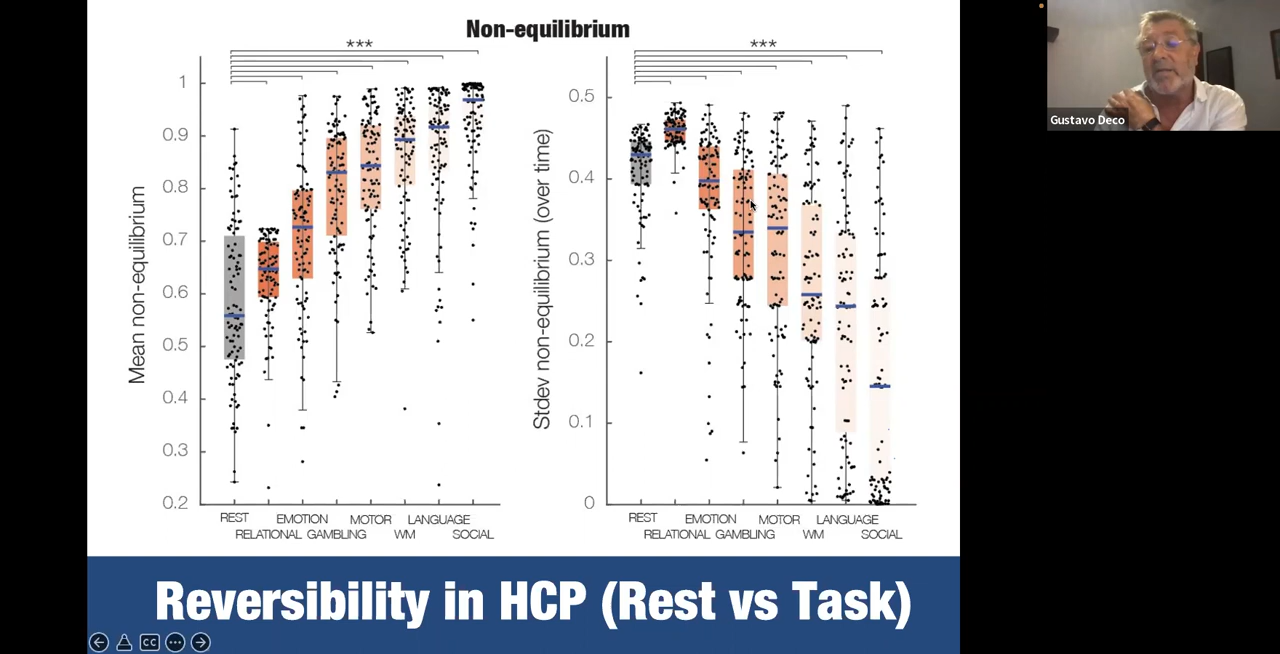 Non-equilibrium
***
1
0.9
0.8
0.7
0.6
0.5
0.4
0.3
0.2
Mean non-equilibrium
REST EMOTION MOTOR LANGUAGE
RELATIONAL GAMBLING WM SOCIAL
***
0.5
0.4
0.3
0.2
0.1
0
Stdev non-equilibrium (over time)
REST EMOTION MOTOR LANGUAGE
RELATIONAL GAMBLING WM SOCIAL
Reversibility in HCP (Rest vs Task)
CC
Gustavo Deco